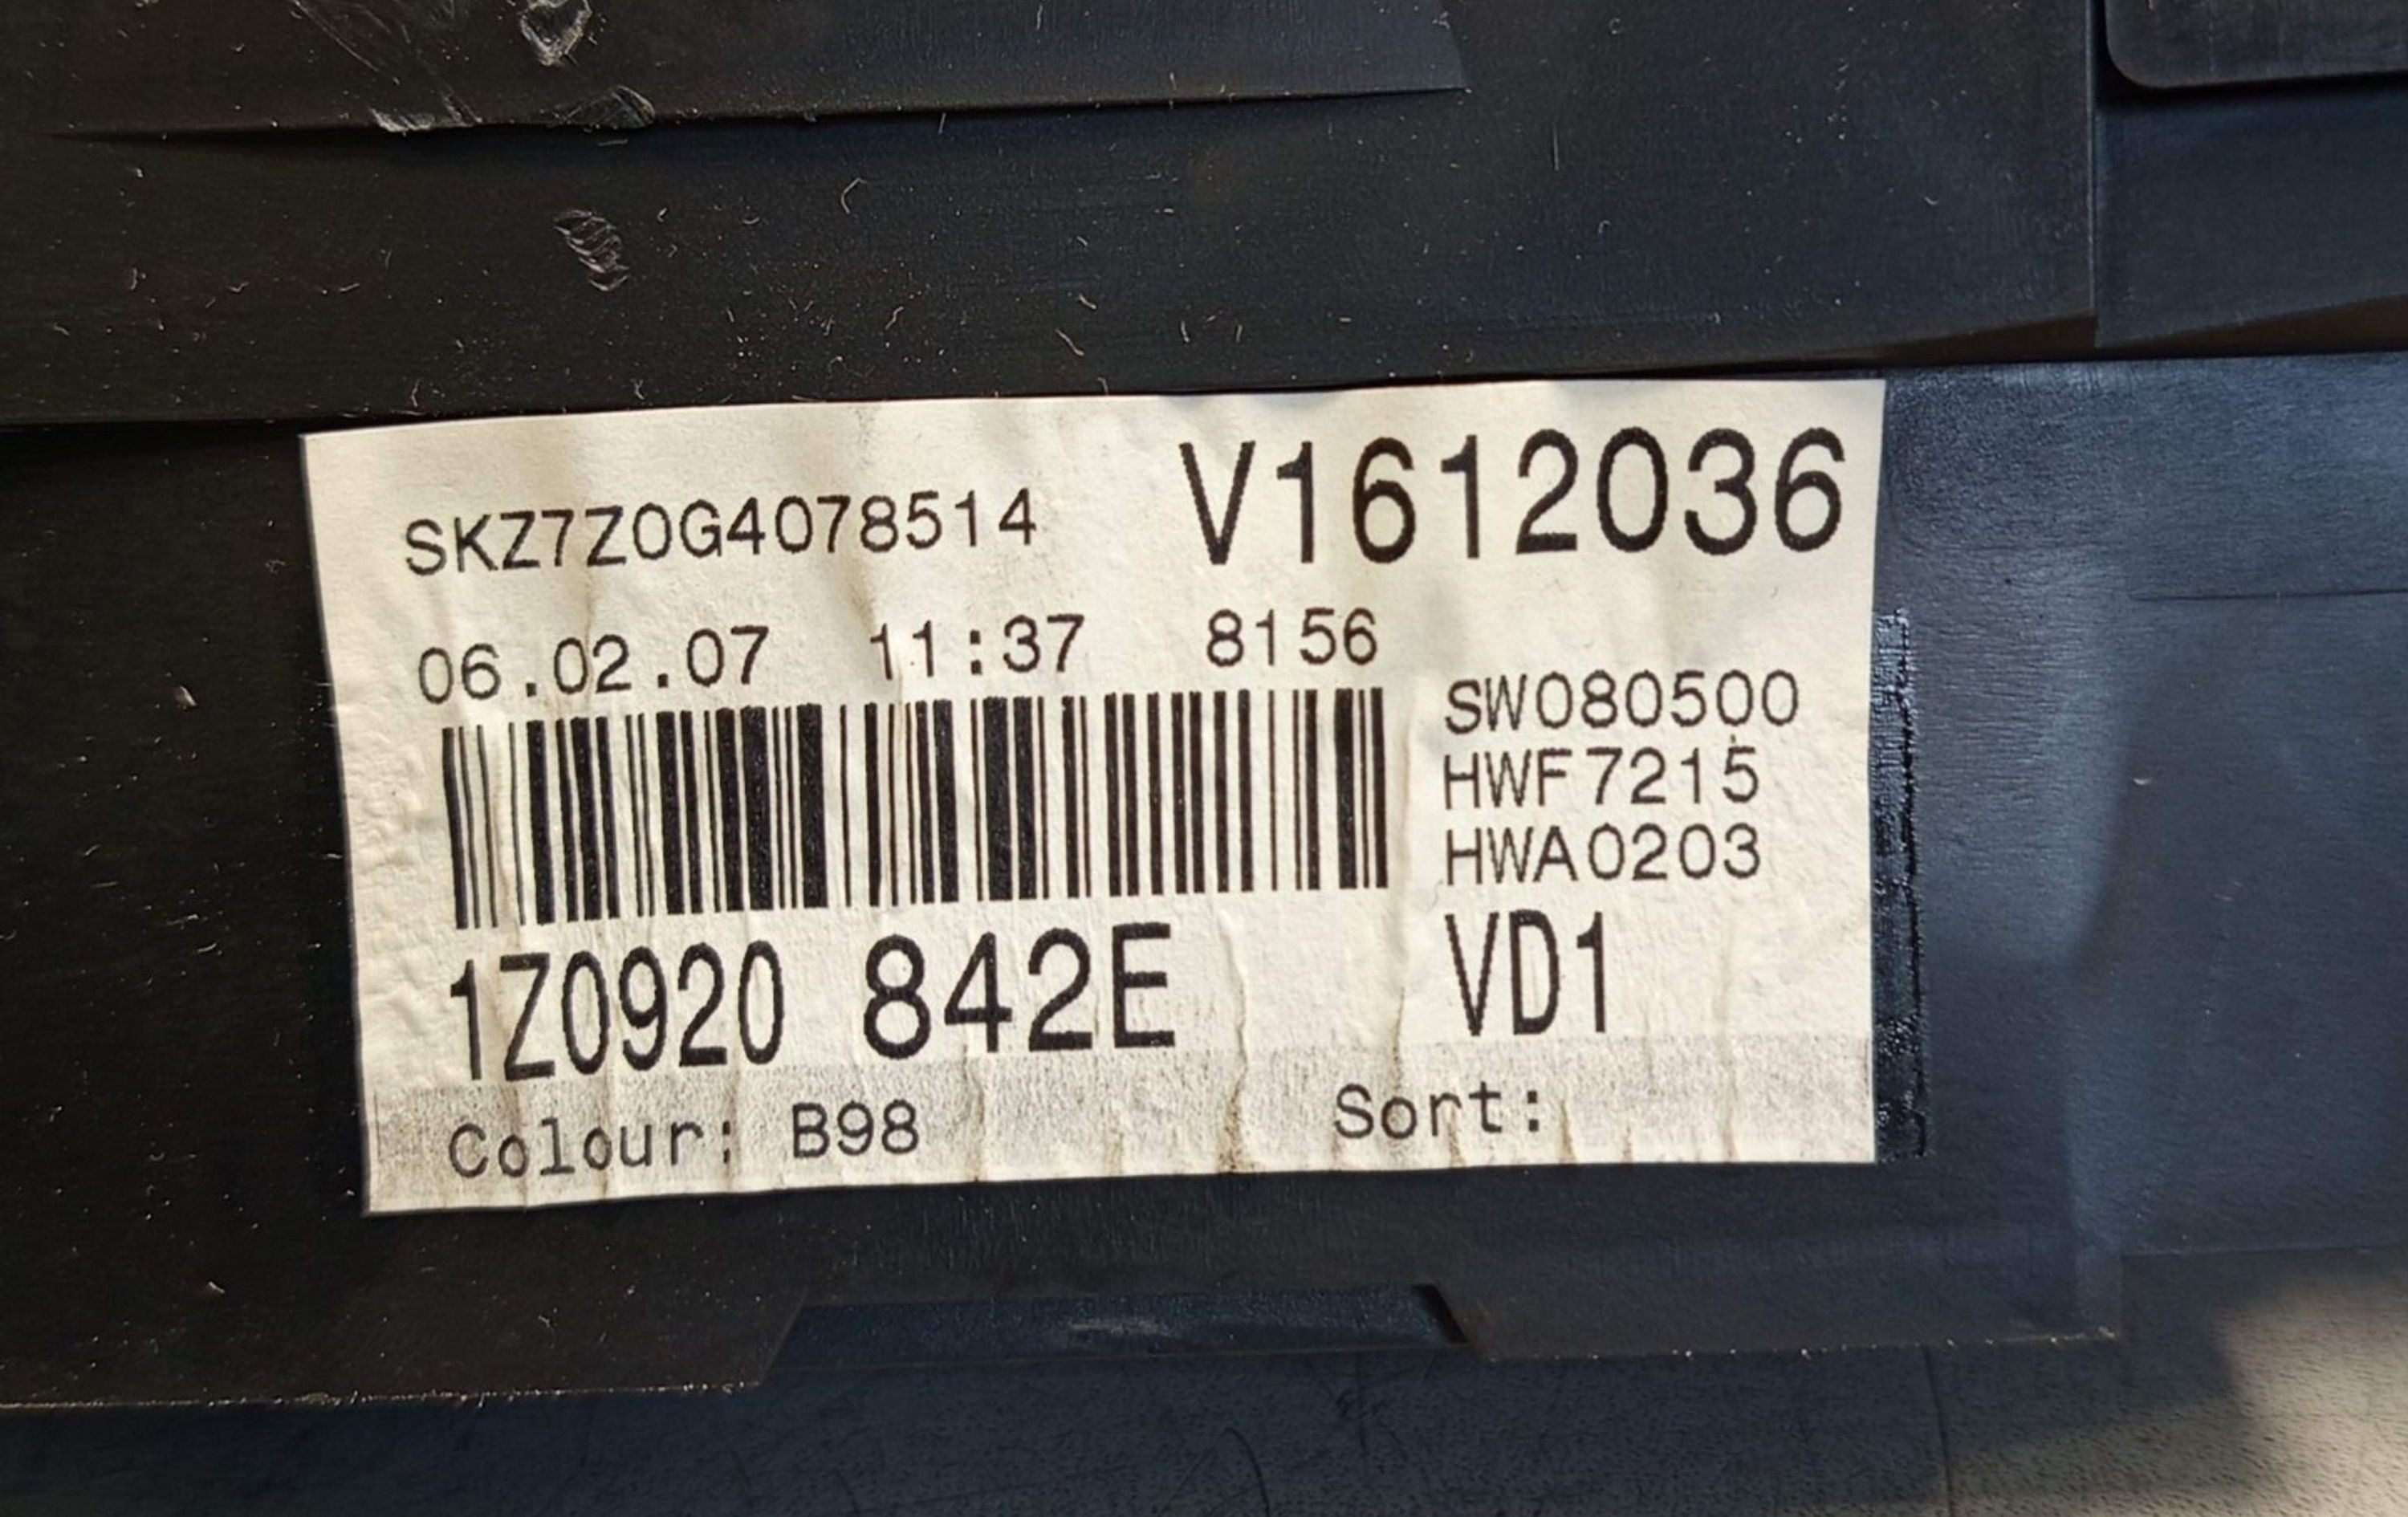 SKZ7Z0G4078514 V1612036
06.02.07 11:37 8156
SW080500
HWF7215
HWA0203
1Z0920 842E VD1
Colour: B98 Sort: